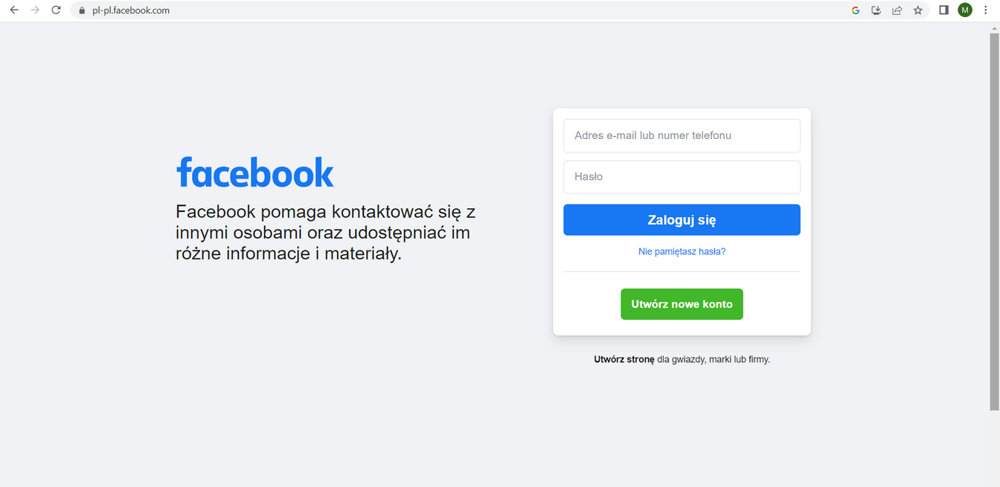 pl-pl.facebook.com
M
facebook
Facebook pomaga kontaktować się z
innymi osobami oraz udostępniać im
różne informacje i materiały.
Adres e-mail lub numer telefonu
Hasło
Zaloguj się
Nie pamiętasz hasła?
Utwórz nowe konto
Utwórz stronę dla gwiazdy, marki lub firmy.